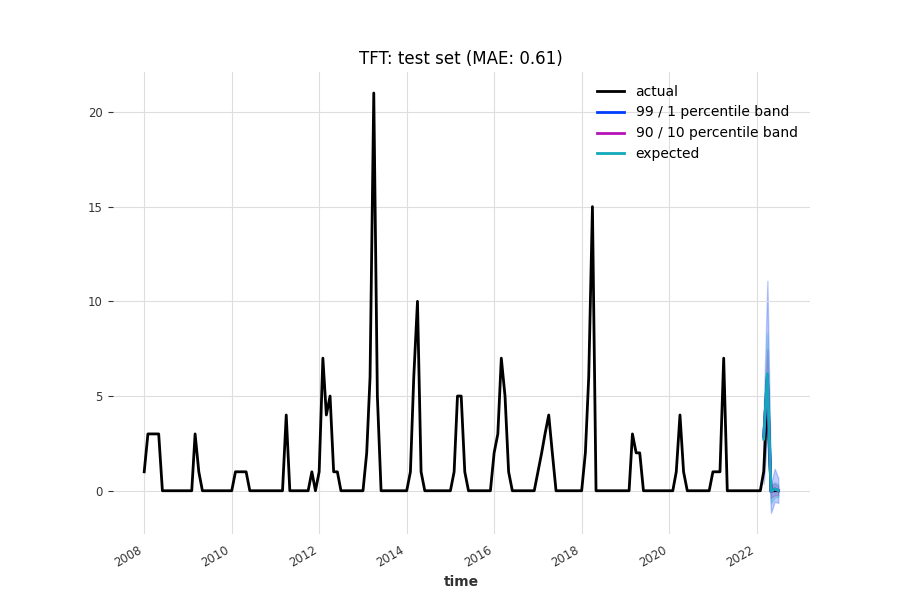 TFT: test set (MAE: 0.61)
actual
99 / 1 percentile band
90 / 10 percentile band
expected
20
15
10
5
0
2008
2010
2012
2014
2016
2018
2020
2022
time